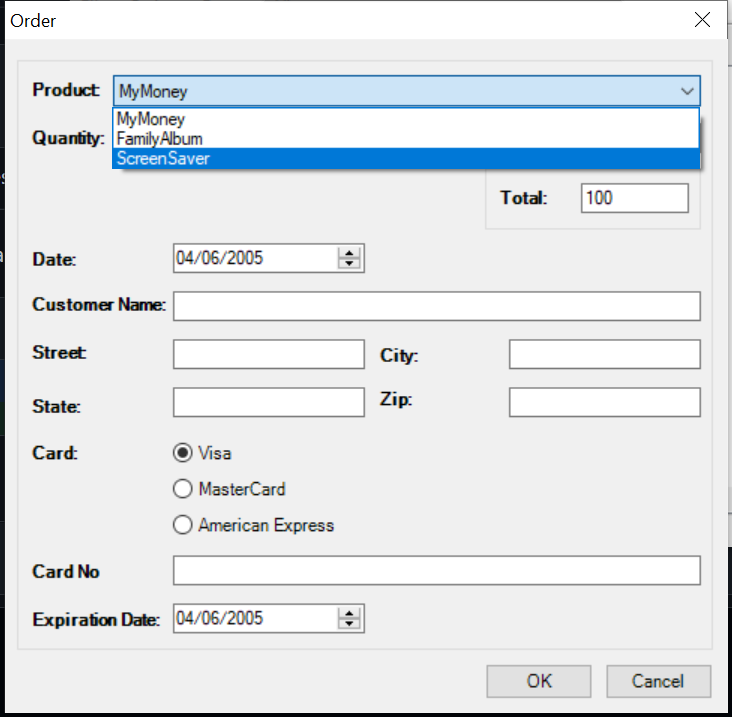 Order
Product: MyMoney
MyMoney
Quantity: FamilyAlbum
ScreenSaver
Total: 100
Date: 04/06/2005
Customer Name:
Street: City:
State: Zip:
Card: Visa
MasterCard
American Express
Card No
Expiration Date: 04/06/2005
OK Cancel